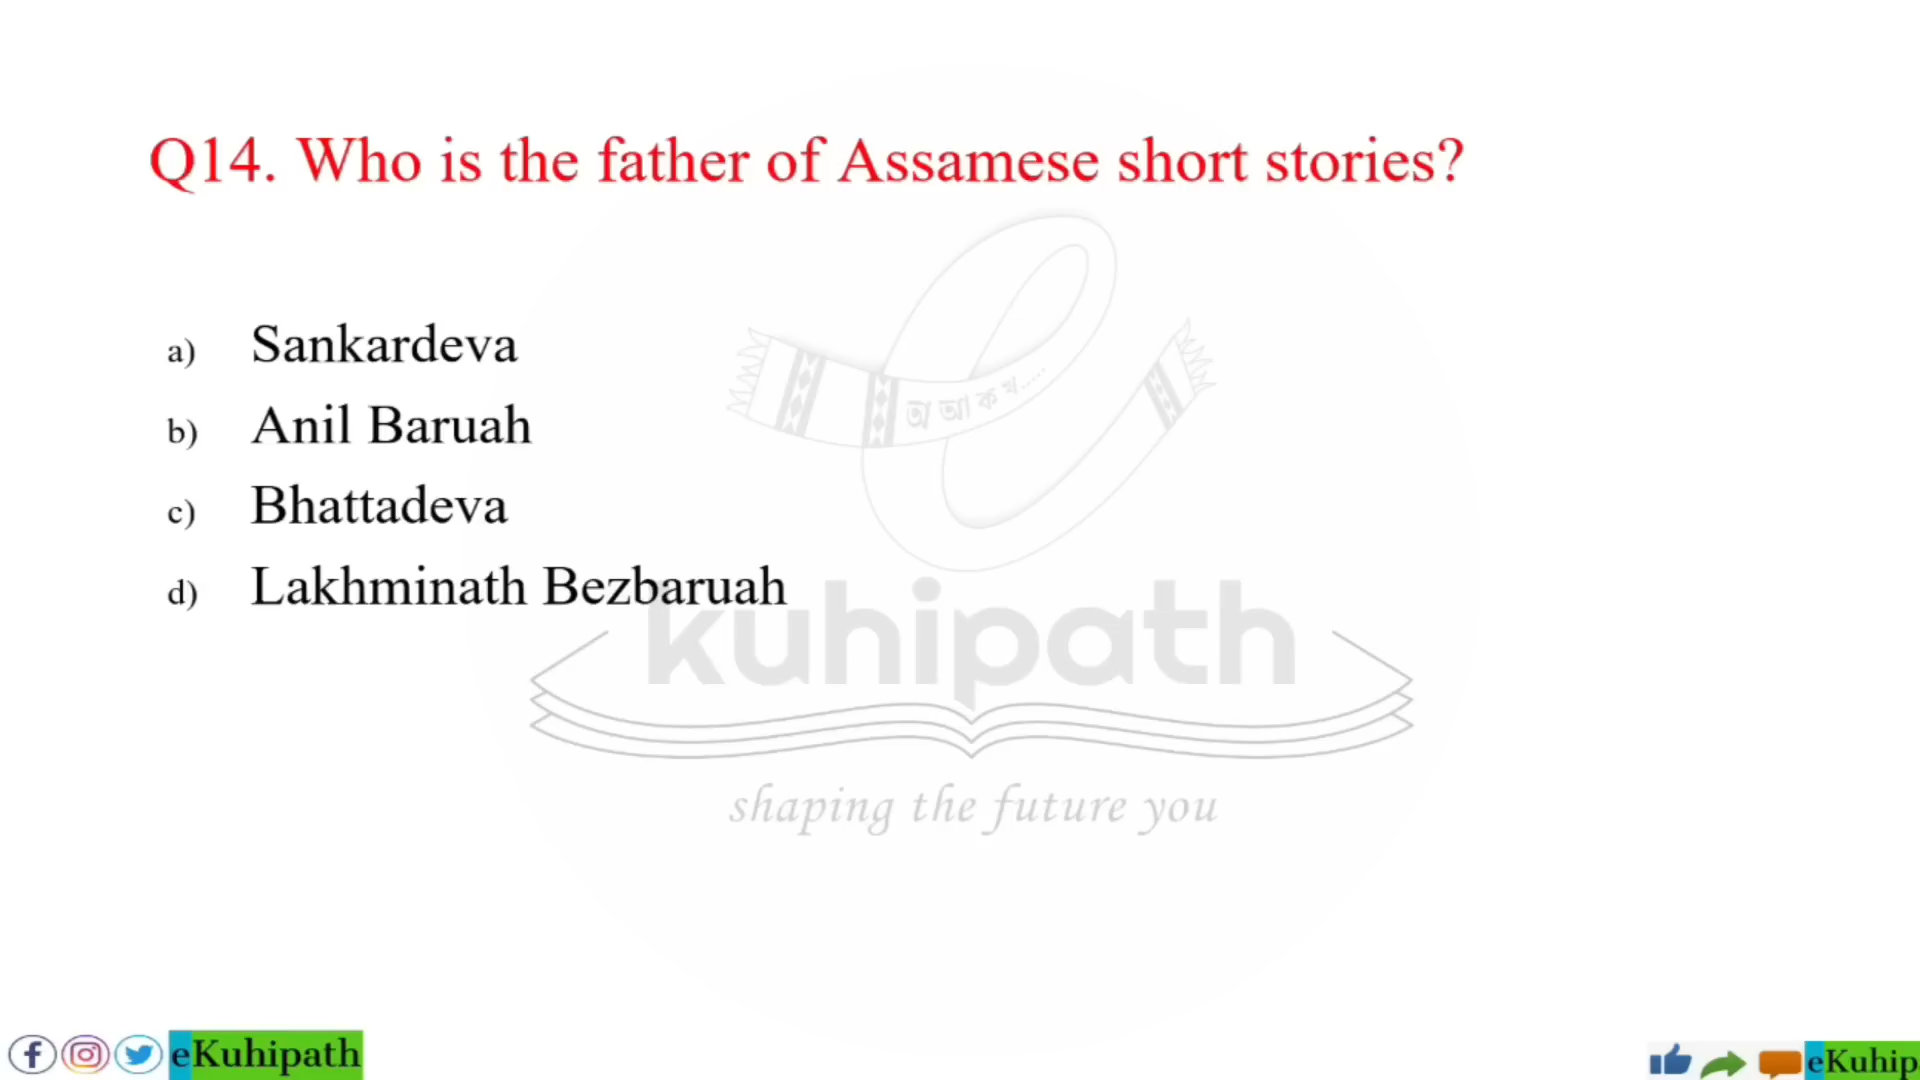 Q14. Who is the father of Assamese short stories?
a) Sankardeva
b) Anil Baruah
c) Bhattadeva
d) Lakhminath Bezbaruah
অ আ ক খ.....
kuhipath
shaping the future you
eKuhipath
eKuhip